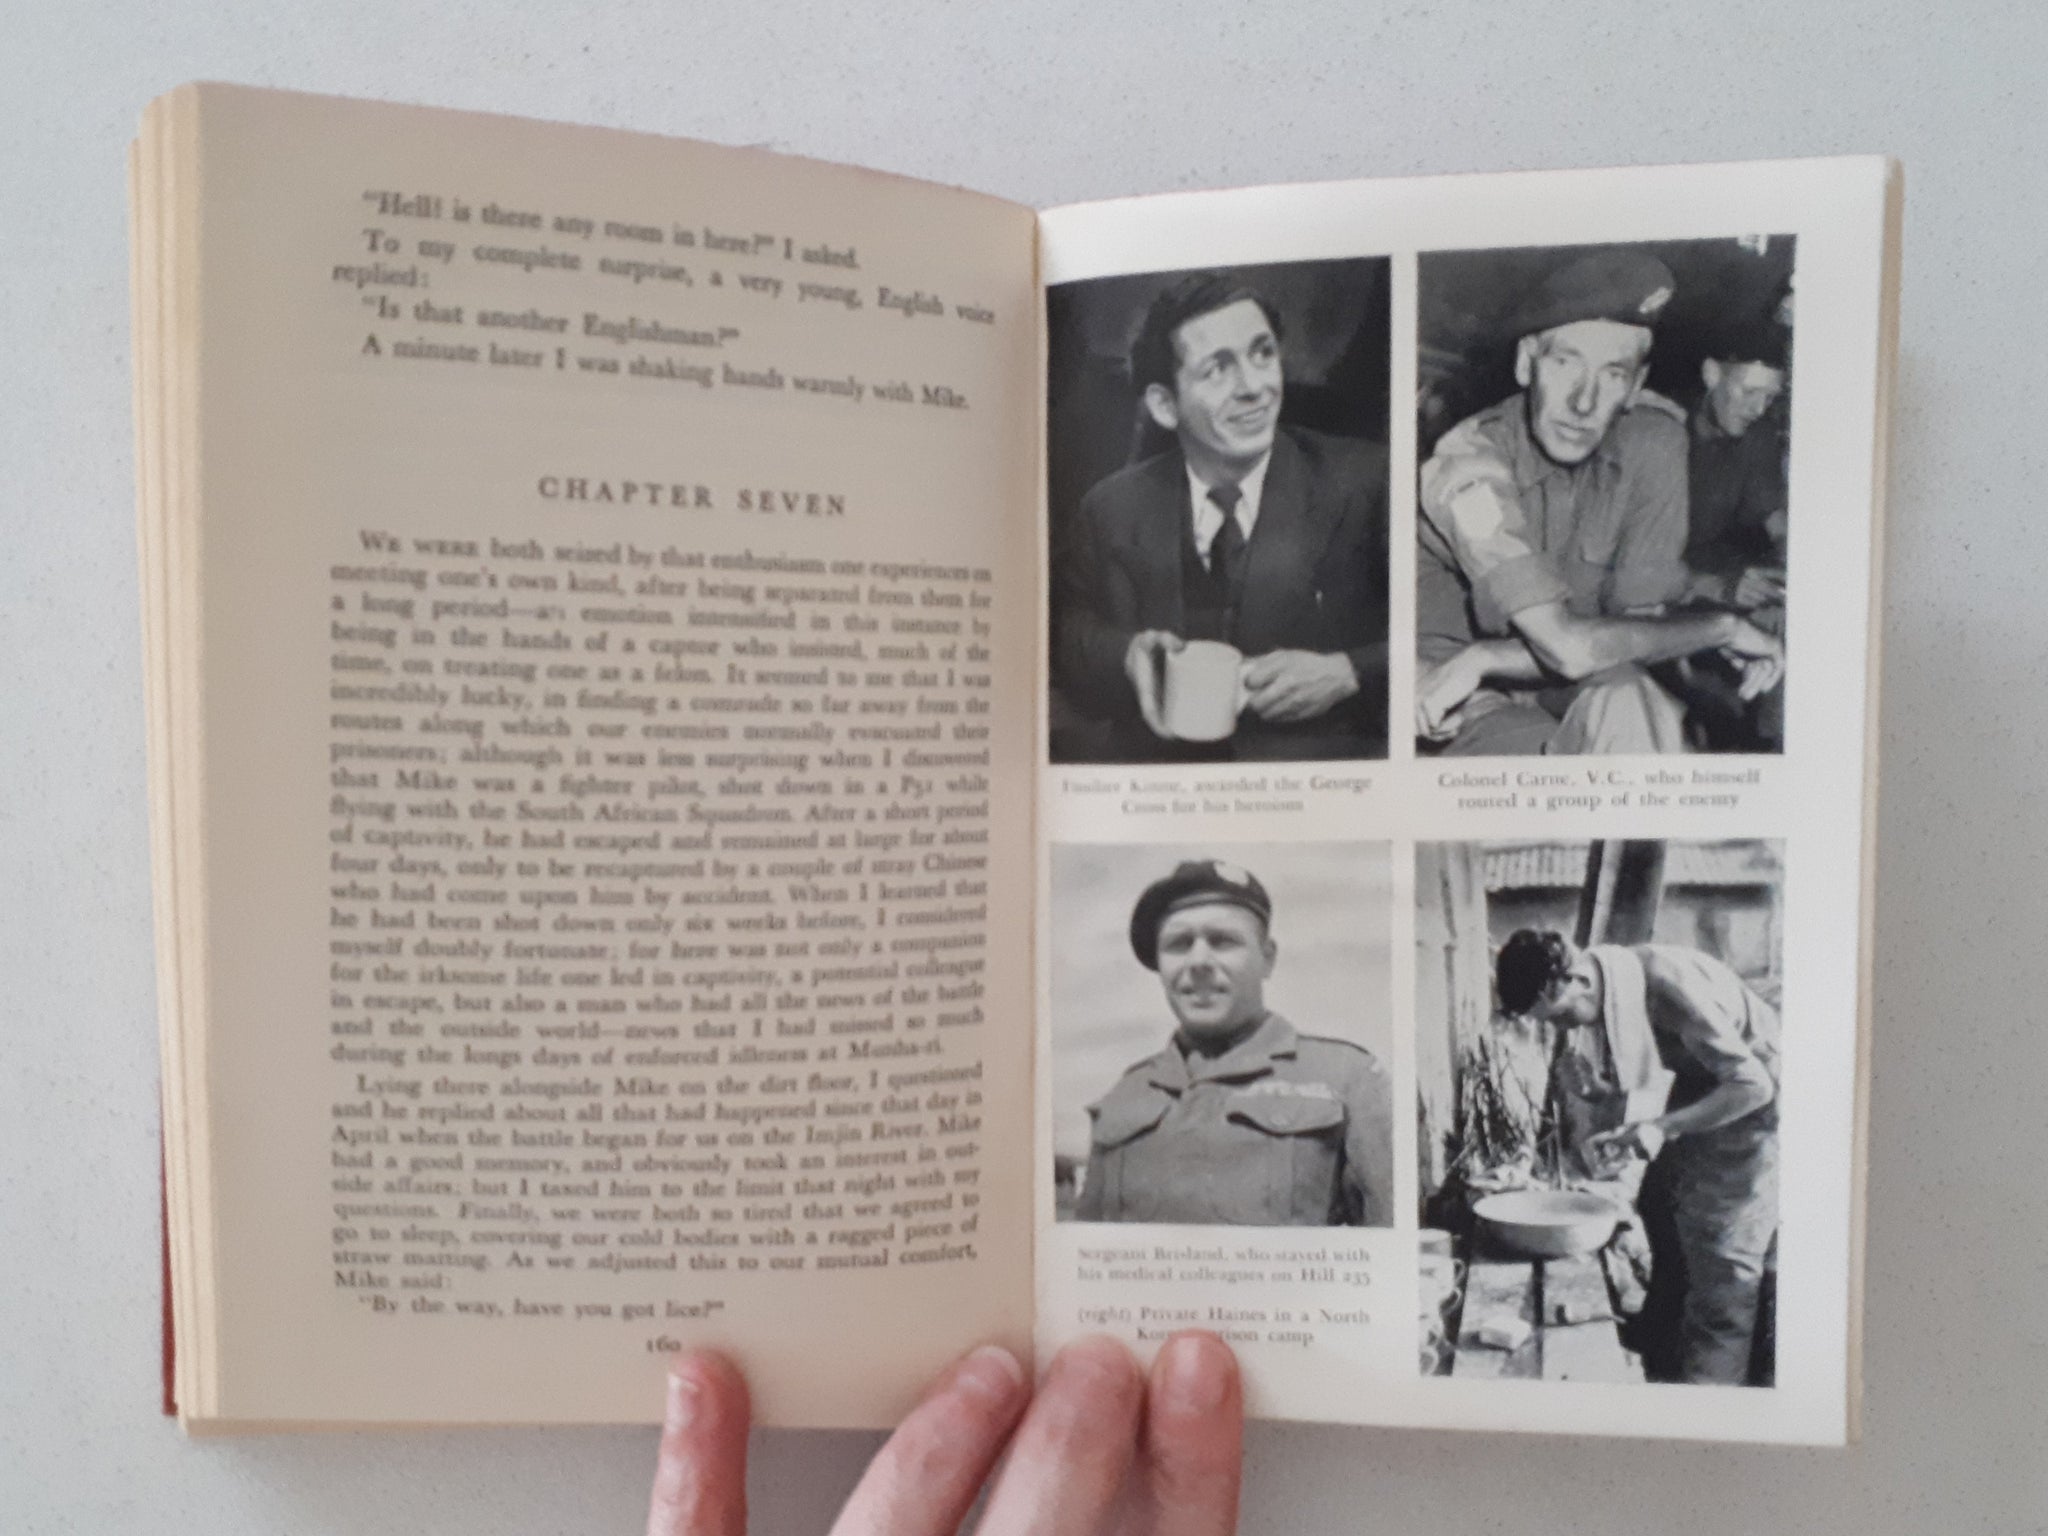 "Hell! is there any room in here?" I asked.
To my complete surprise, a very young, English voice
replied:
"Is that another Englishman?"
A minute later I was shaking hands warmly with Mike.
CHAPTER SEVEN
WE WERE both seized by that enthusiasm one experiences on
meeting one's own kind, after being separated from them for
a long period—an emotion intensified in this instance by
being in the hands of a captor who insisted, much of the
time, on treating one as a felon. It seemed to me that I was
incredibly lucky, in finding a comrade so far away from the
routes along which our enemies normally evacuated their
prisoners; although it was less surprising when I discovered
that Mike was a fighter pilot, shot down in a P51 while
flying with the South African Squadron. After a short period
of captivity, he had escaped and remained at large for about
four days, only to be recaptured by a couple of stray Chinese
who had come upon him by accident. When I learned that
he had been shot down only six weeks before, I considered
myself doubly fortunate; for here was not only a companion
for the irksome life one led in captivity, a potential colleague
in escape, but also a man who had all the news of the battle
and the outside world—news that I had missed so much
during the longs days of enforced idleness at Munha-ri.
Lying there alongside Mike on the dirt floor, I questioned
and he replied about all that had happened since that day in
April when the battle began for us on the Imjin River. Mike
had a good memory, and obviously took an interest in out-
side affairs; but I taxed him to the limit that night with my
questions. Finally, we were both so tired that we agreed to
go to sleep, covering our cold bodies with a ragged piece of
straw matting. As we adjusted this to our mutual comfort,
Mike said:
"By the way, have you got lice?"
160
Fusilier Kinne, awarded the George
Cross for his heroism
Colonel Carne, V.C., who himself
routed a group of the enemy
Sergeant Brisland, who stayed with
his medical colleagues on Hill 235
(right) Private Haines in a North
camp